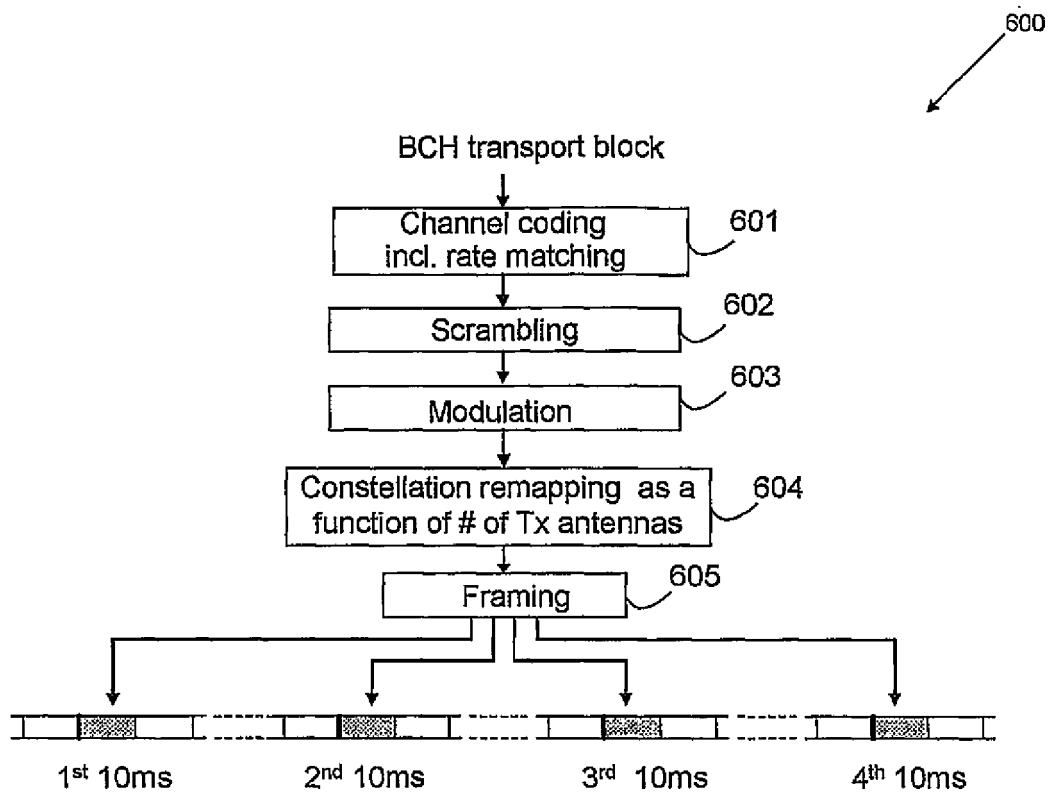 600
BCH transport block
Channel coding
incl. rate matching
601
Scrambling
602
Modulation
603
Constellation remapping as a
function of # of Tx antennas
604
Framing
605
1st 10ms
2nd 10ms
3rd 10ms
4th 10ms